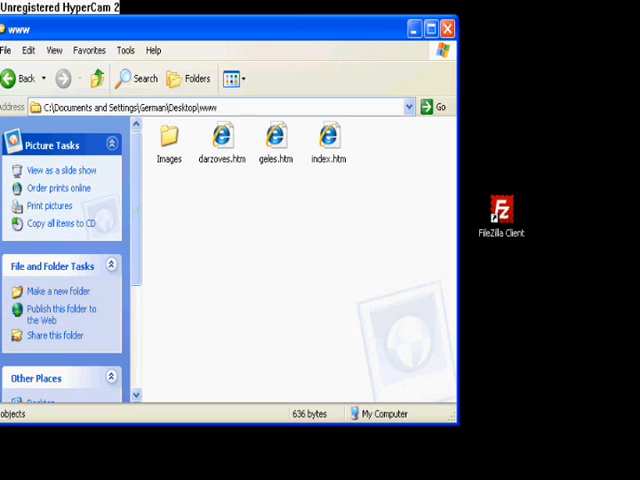 Unregistered HyperCam 2
www
File Edit View Favorites Tools Help
Back Search Folders
Address C:\Documents and Settings\German\Desktop\www Go
Picture Tasks
View as a slide show
Order prints online
Print pictures
Copy all items to CD
File and Folder Tasks
Make a new folder
Publish this folder to
the Web
Share this folder
Other Places
Desktop
Images darzoves.htm geles.htm index.htm
FileZilla Client
objects 636 bytes My Computer